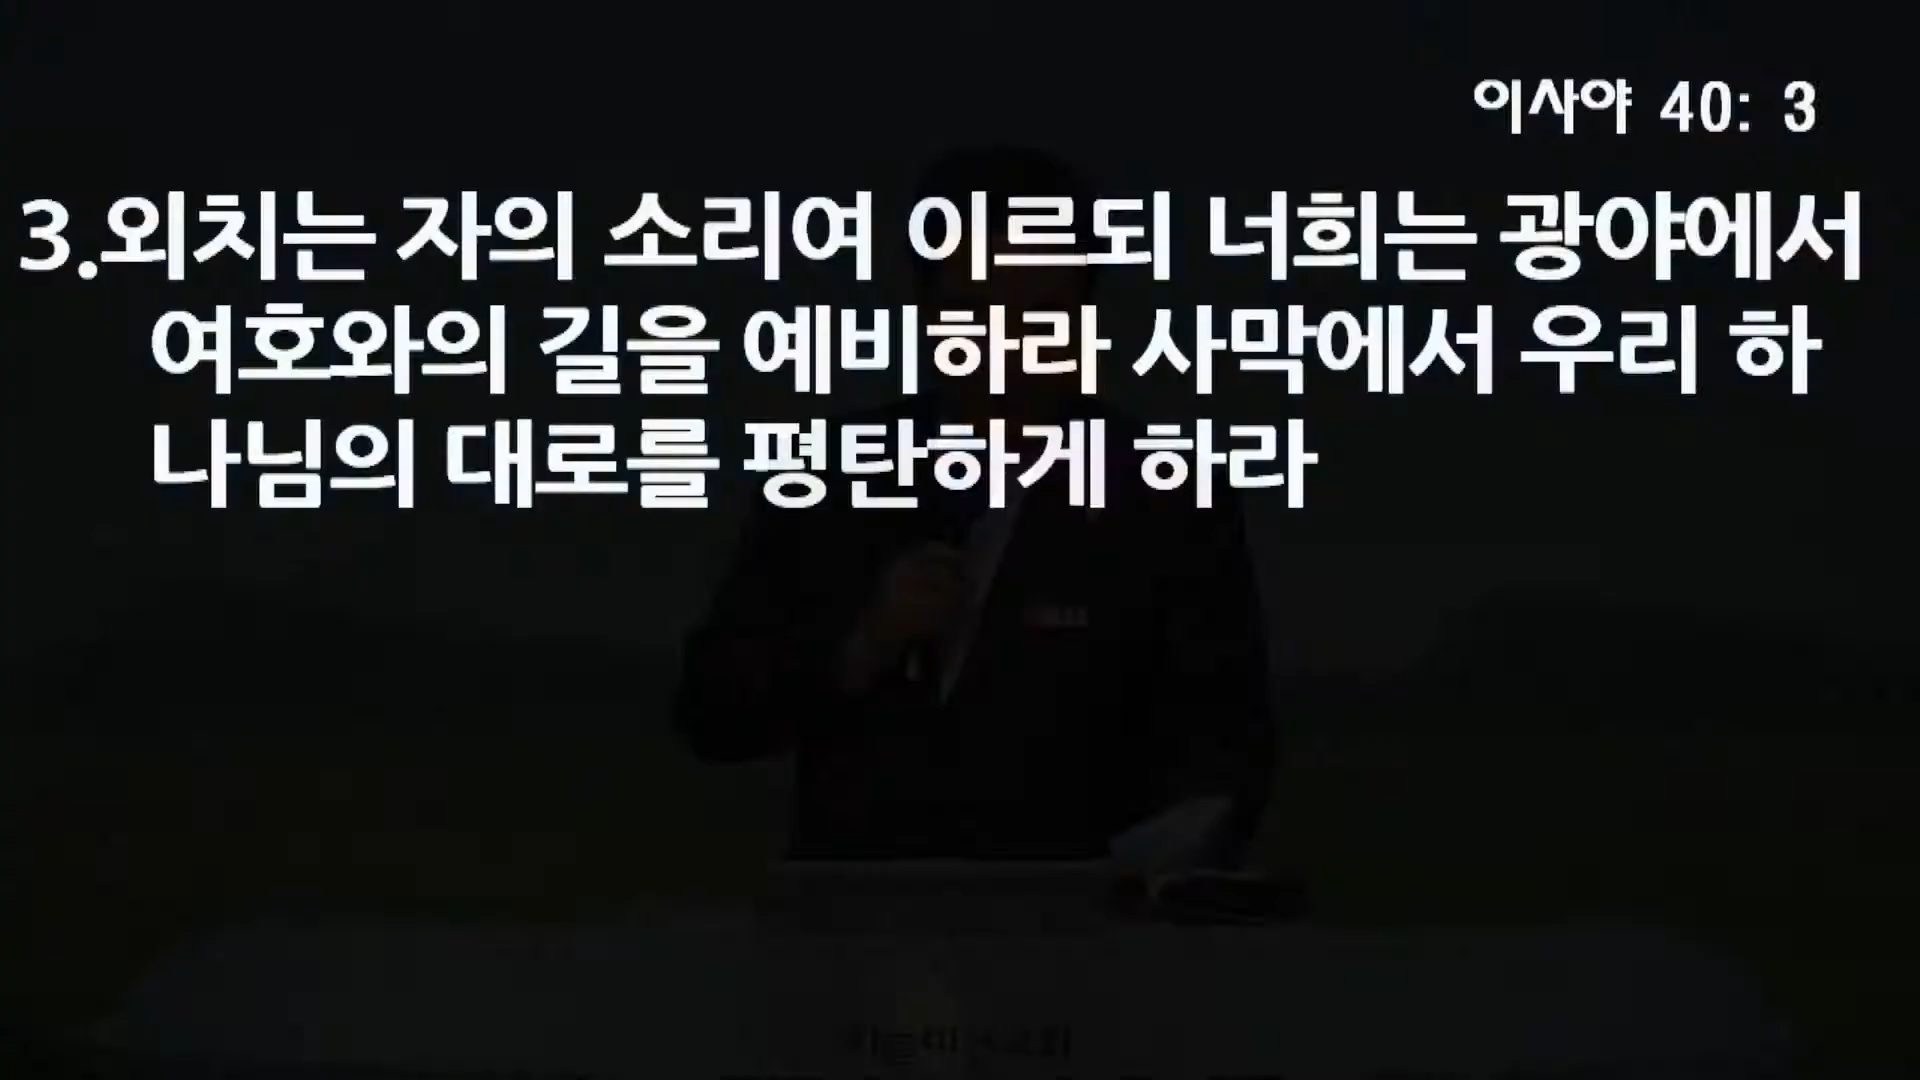 이사야 40: 3
3.외치는 자의 소리여 이르되 너희는 광야에서
여호와의 길을 예비하라 사막에서 우리 하
나님의 대로를 평탄하게 하라